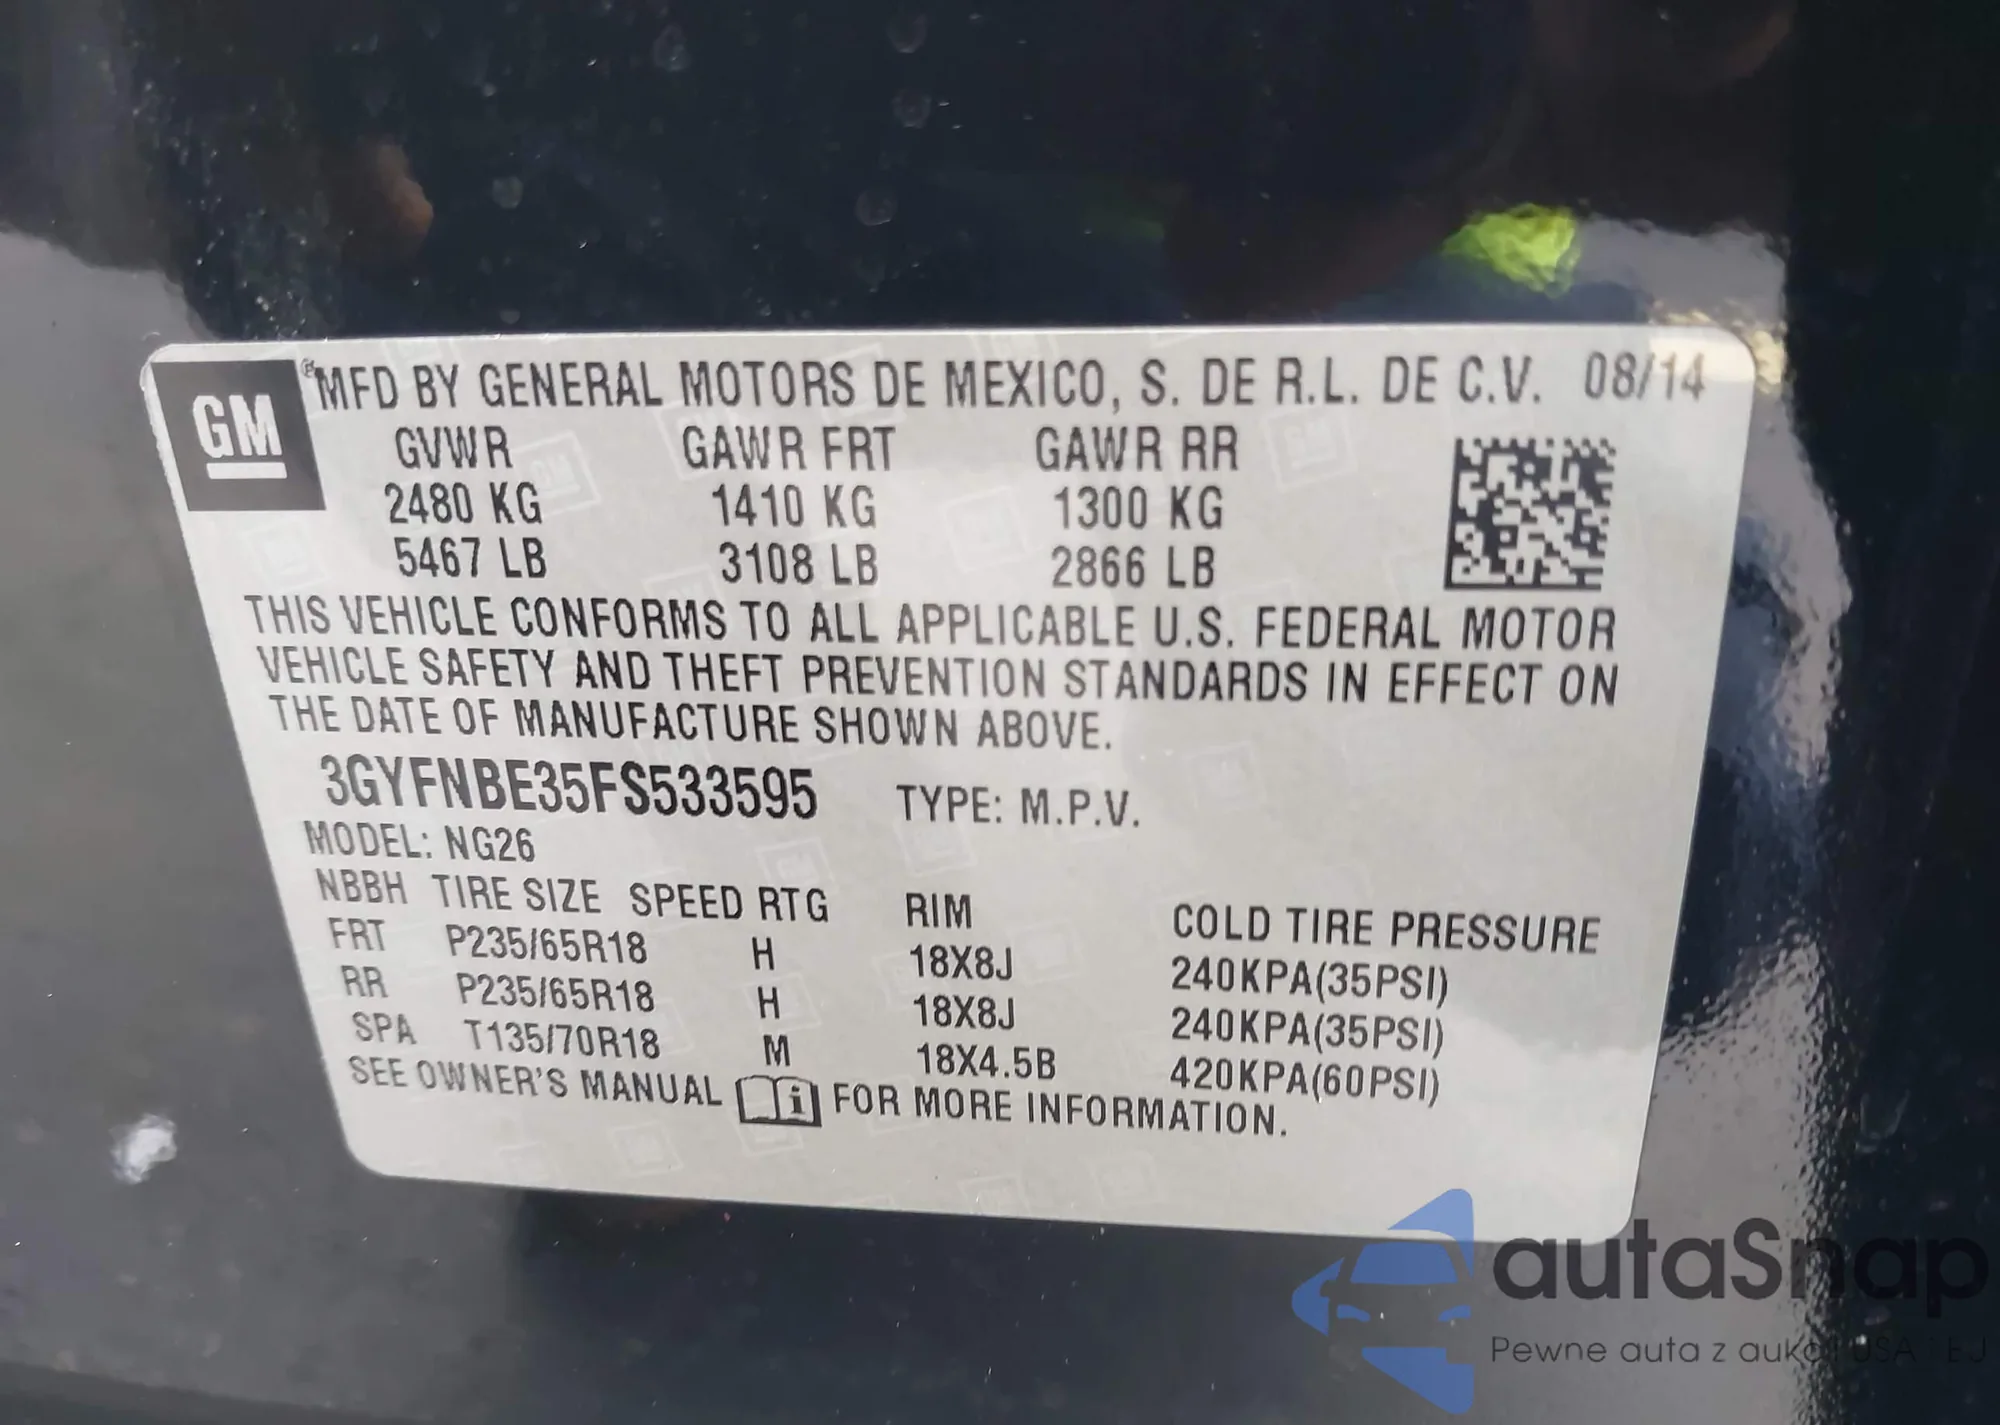 GM ® MFD BY GENERAL MOTORS DE MEXICO, S. DE R.L. DE C.V. 08/14
GVWR GAWR FRT GAWR RR
2480 KG 1410 KG 1300 KG
5467 LB 3108 LB 2866 LB
THIS VEHICLE CONFORMS TO ALL APPLICABLE U.S. FEDERAL MOTOR
VEHICLE SAFETY AND THEFT PREVENTION STANDARDS IN EFFECT ON
THE DATE OF MANUFACTURE SHOWN ABOVE.
3GYFNBE35FS533595 TYPE: M.P.V.
MODEL: NG26
NBBH TIRE SIZE SPEED RTG RIM COLD TIRE PRESSURE
FRT P235/65R18 H 18X8J 240KPA(35PSI)
RR P235/65R18 H 18X8J 240KPA(35PSI)
SPA T135/70R18 M 18X4.5B 420KPA(60PSI)
SEE OWNER'S MANUAL i FOR MORE INFORMATION.
autaSnap
Pewne auta z aukcji USA i EJ